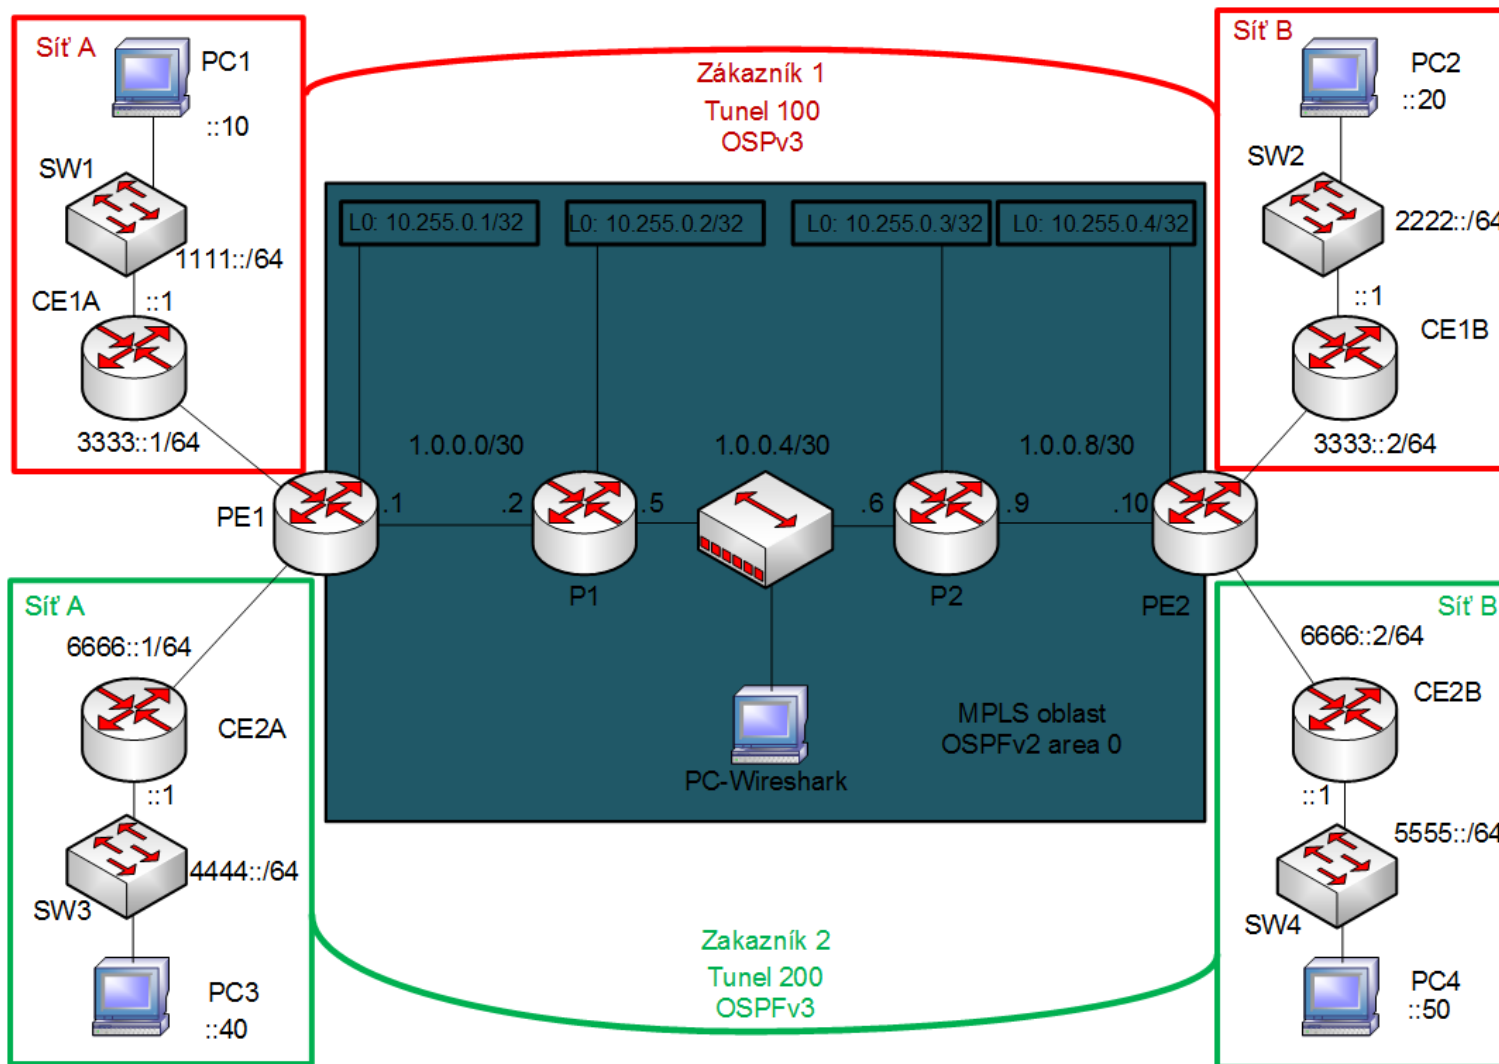 Síť A
PC1
::10
SW1
1111::/64
CE1A
::1
3333::1/64
Zákazník 1
Tunel 100
OSPv3
Síť B
PC2
::20
SW2
2222::/64
::1
CE1B
3333::2/64
L0: 10.255.0.1/32
L0: 10.255.0.2/32
L0: 10.255.0.3/32
L0: 10.255.0.4/32
1.0.0.0/30
1.0.0.4/30
1.0.0.8/30
PE1
.1
.2
.5
.6
.9
.10
P1
P2
PE2
PC-Wireshark
MPLS oblast
OSPFv2 area 0
Síť A
6666::1/64
CE2A
::1
4444::/64
SW3
PC3
::40
Zakazník 2
Tunel 200
OSPFv3
Síť B
6666::2/64
CE2B
::1
5555::/64
SW4
PC4
::50